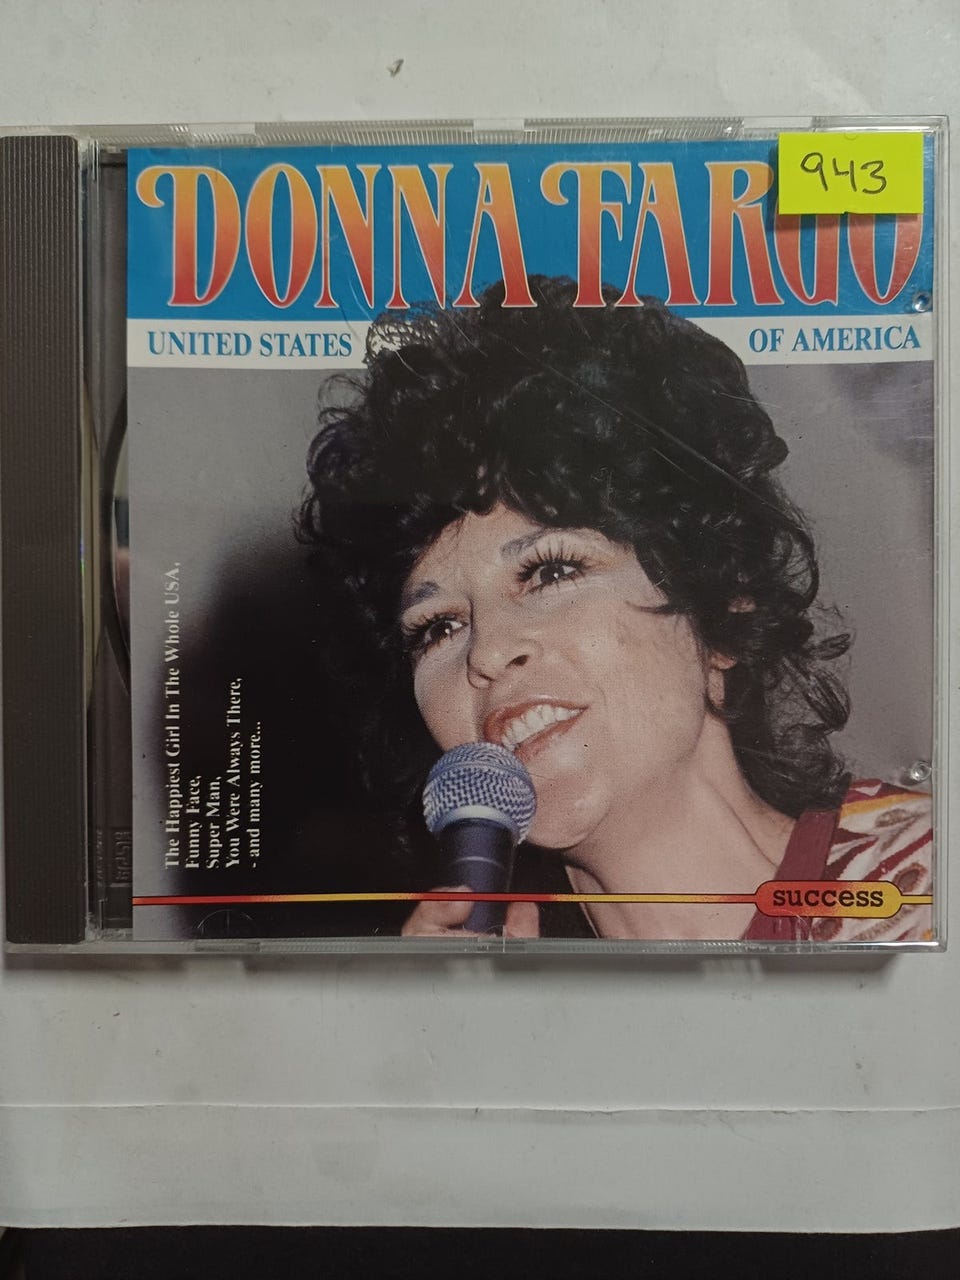 DONNA FARGO
943
UNITED STATES OF AMERICA
The Happiest Girl In The Whole USA,
Funny Face,
Super Man,
You Were Always There,
- and many more..
success